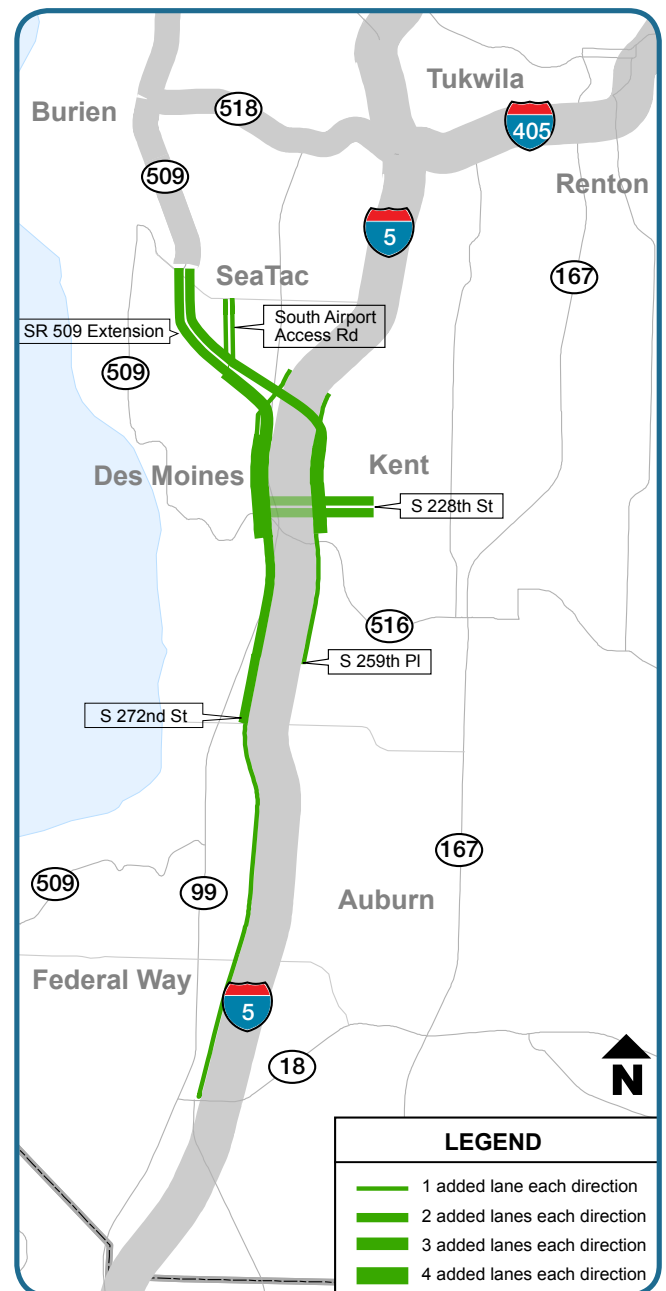 Tukwila
Burien
518
405
509
Renton
5
167
SeaTac
South Airport
Access Rd
SR 509 Extension
509
Des Moines
Kent
S 228th St
516
S 259th Pl
S 272nd St
167
509
99
Auburn
Federal Way
5
18
N
LEGEND
1 added lane each direction
2 added lanes each direction
3 added lanes each direction
4 added lanes each direction